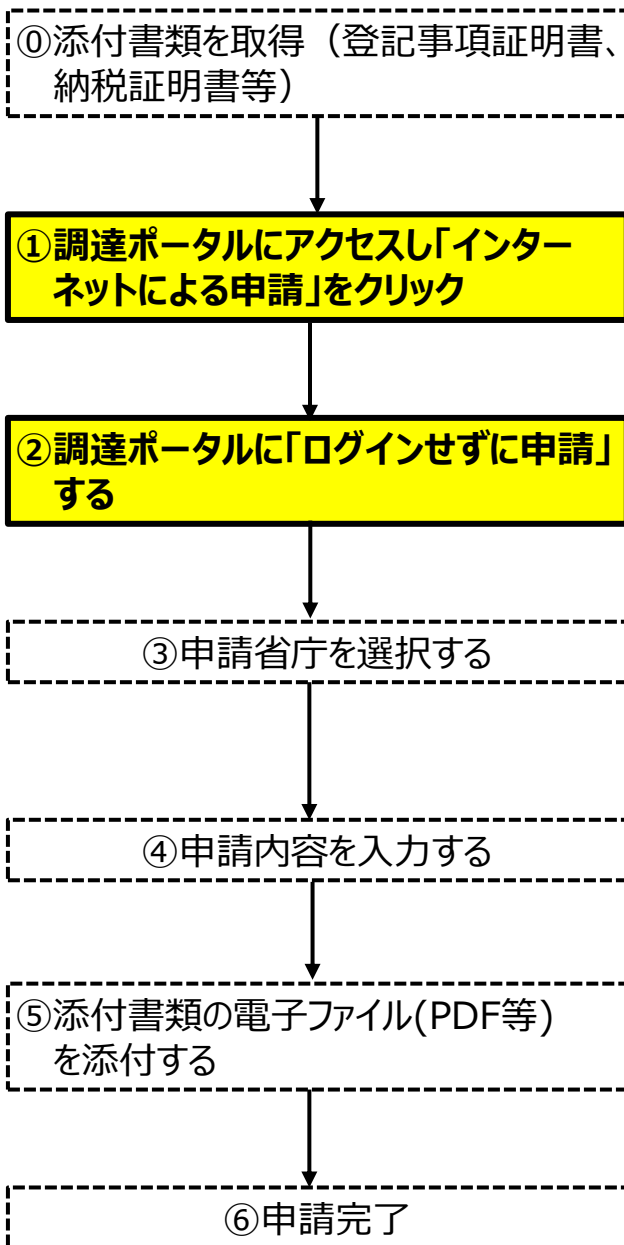 ⓪添付書類を取得（登記事項証明書、
納税証明書等）
①調達ポータルにアクセスし「インター
ネットによる申請」をクリック
②調達ポータルに「ログインせずに申請」
する
③申請省庁を選択する
④申請内容を入力する
⑤添付書類の電子ファイル(PDF等)
を添付する
⑥申請完了